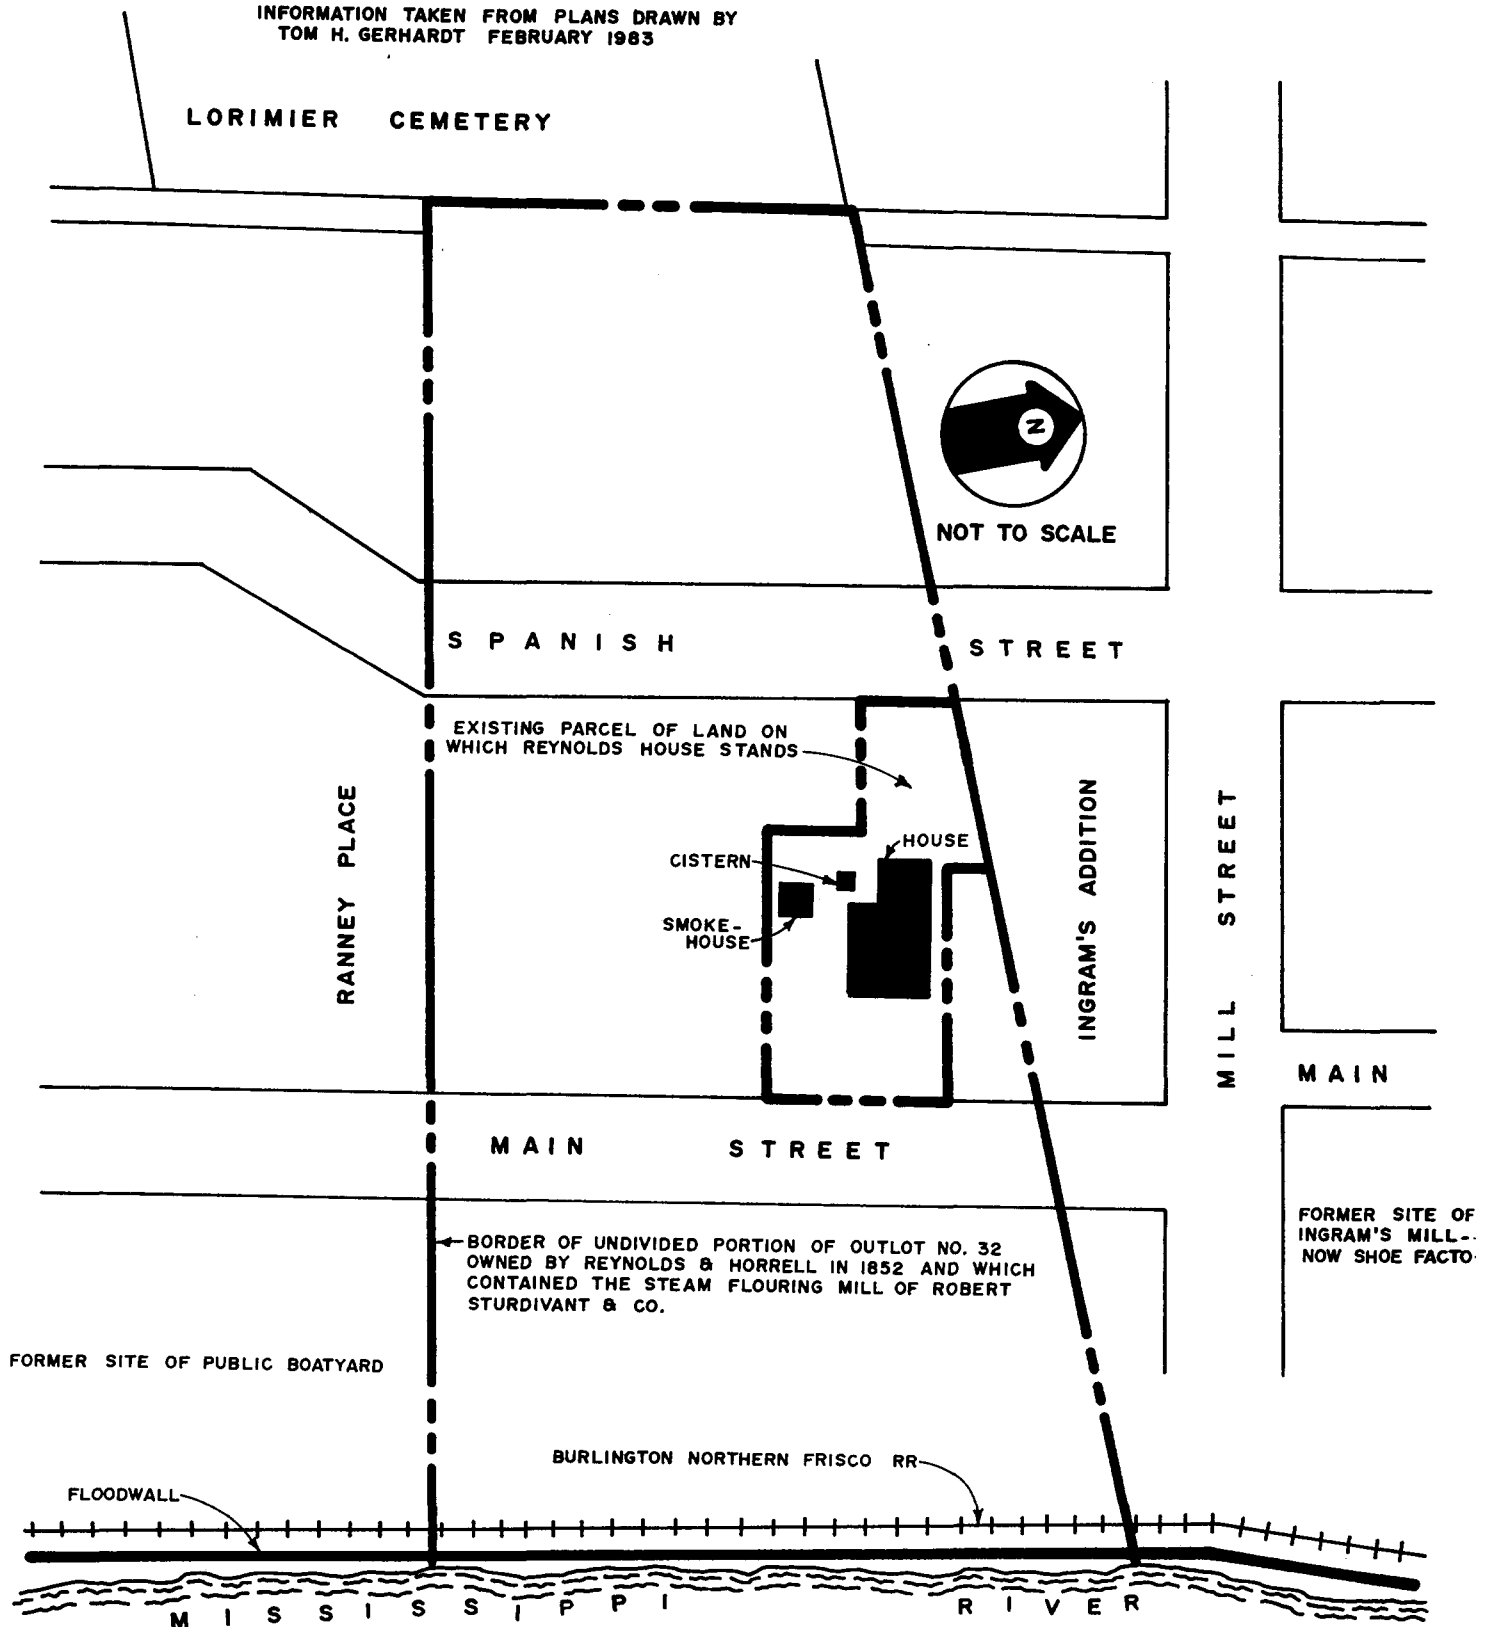 INFORMATION TAKEN FROM PLANS DRAWN BY
TOM H. GERHARDT FEBRUARY 1983
LORIMIER CEMETERY
N
NOT TO SCALE
SPANISH STREET
EXISTING PARCEL OF LAND ON
WHICH REYNOLDS HOUSE STANDS
RANNEY PLACE
HOUSE
CISTERN
SMOKE-
HOUSE
INGRAM'S ADDITION
MILL STREET
MAIN
MAIN STREET
FORMER SITE OF
INGRAM'S MILL--
NOW SHOE FACTO
BORDER OF UNDIVIDED PORTION OF OUTLOT NO. 32
OWNED BY REYNOLDS & HORRELL IN 1852 AND WHICH
CONTAINED THE STEAM FLOURING MILL OF ROBERT
STURDIVANT & CO.
FORMER SITE OF PUBLIC BOATYARD
BURLINGTON NORTHERN FRISCO RR
FLOODWALL
MISSISSIPPI RIVER